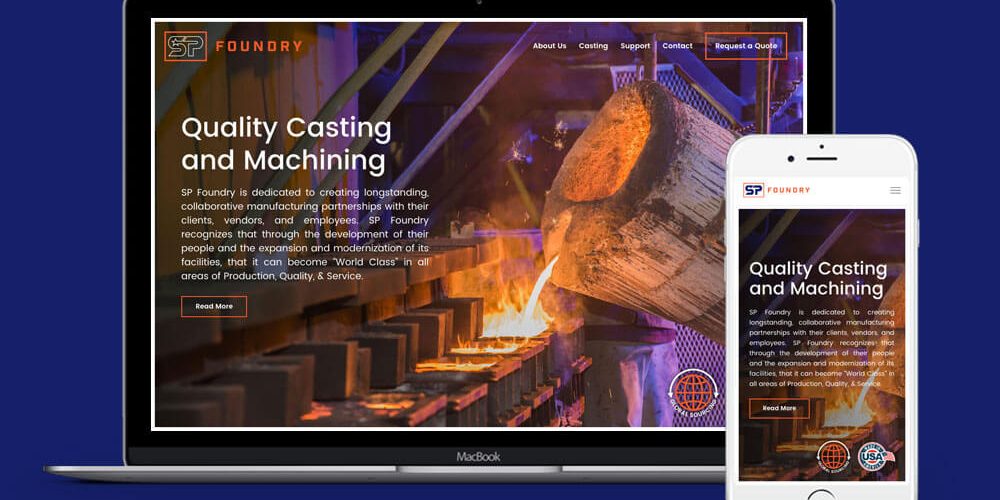 SP FOUNDRY
About Us Casting Support Contact Request a Quote
Quality Casting
and Machining
SP Foundry is dedicated to creating longstanding,
collaborative manufacturing partnerships with their
clients, vendors, and employees. SP Foundry
recognizes that through the development of their
people and the expansion and modernization of its
facilities, that it can become "World Class" in all
areas of Production, Quality, & Service.
Read More
GLOBAL SOURCING
MacBook
SP FOUNDRY
Quality Casting
and Machining
SP Foundry is dedicated to creating
longstanding, collaborative manufacturing
partnerships with their clients, vendors, and
employees. SP Foundry recognizes that
through the development of their people
and the expansion and modernization of its
facilities, that it can become "World Class" in
all areas of Production, Quality, & Service.
Read More
GLOBAL SOURCING
USA